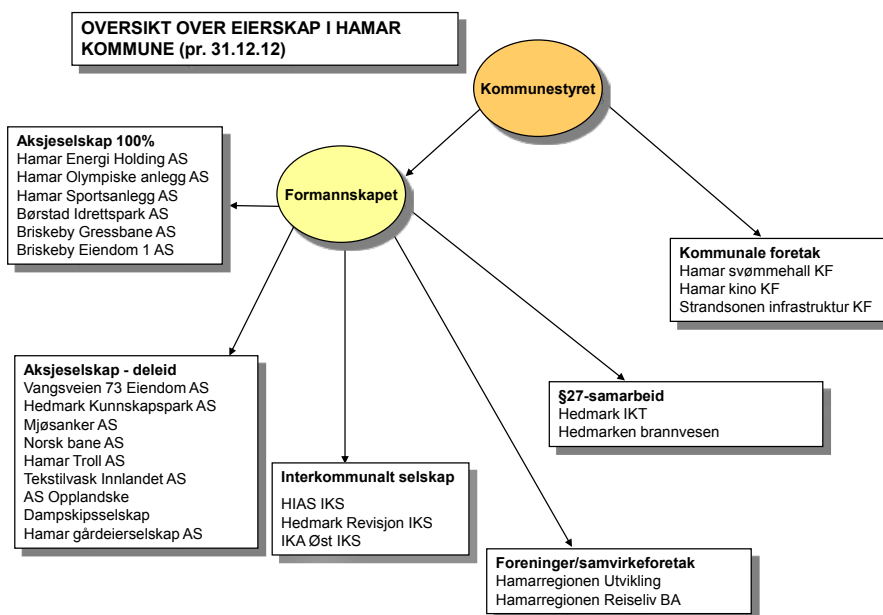 OVERSIKT OVER EIERSKAP I HAMAR
KOMMUNE (pr. 31.12.12)
Kommunestyret
Formannskapet
Aksjeselskap 100%
Hamar Energi Holding AS
Hamar Olympiske anlegg AS
Hamar Sportsanlegg AS
Børstad Idrettspark AS
Briskeby Gressbane AS
Briskeby Eiendom 1 AS
Kommunale foretak
Hamar svømmehall KF
Hamar kino KF
Strandsonen infrastruktur KF
Aksjeselskap - deleid
Vangsveien 73 Eiendom AS
Hedmark Kunnskapspark AS
Mjøsanker AS
Norsk bane AS
Hamar Troll AS
Tekstilvask Innlandet AS
AS Opplandske
Dampskipsselskap
Hamar gårdeierselskap AS
Interkommunalt selskap
HIAS IKS
Hedmark Revisjon IKS
IKA Øst IKS
§27-samarbeid
Hedmark IKT
Hedmarken brannvesen
Foreninger/samvirkeforetak
Hamarregionen Utvikling
Hamarregionen Reiseliv BA